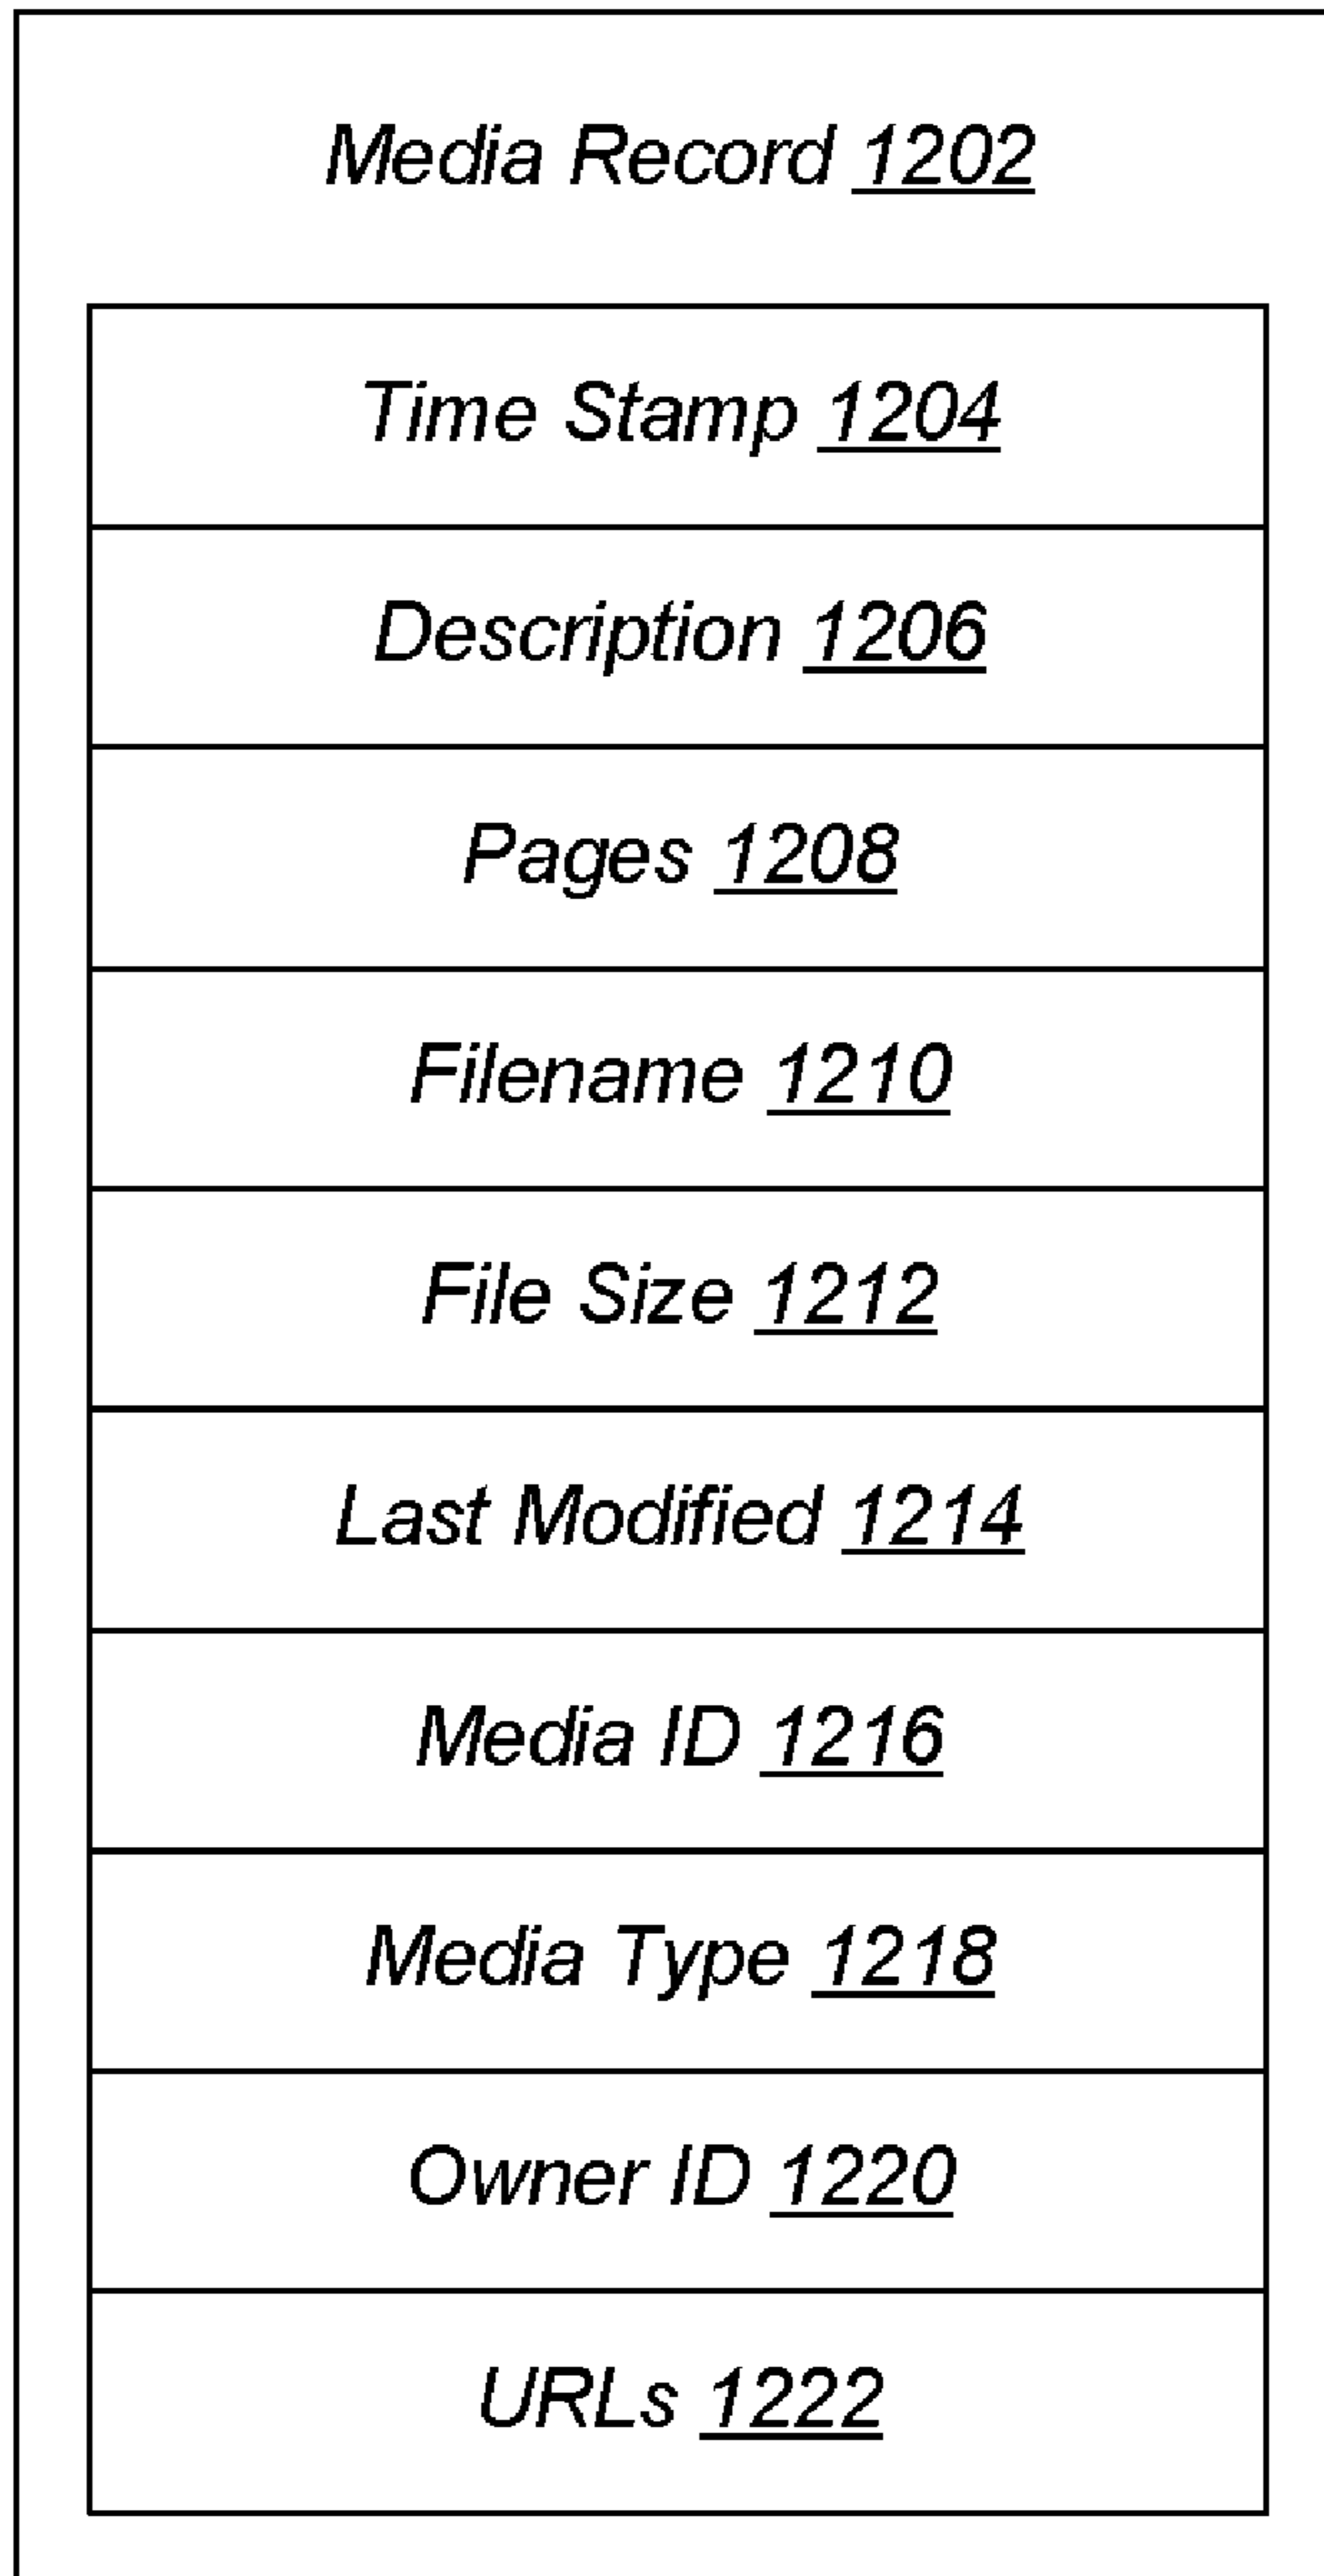 Media Record 1202
Time Stamp 1204
Description 1206
Pages 1208
Filename 1210
File Size 1212
Last Modified 1214
Media ID 1216
Media Type 1218
Owner ID 1220
URLs 1222